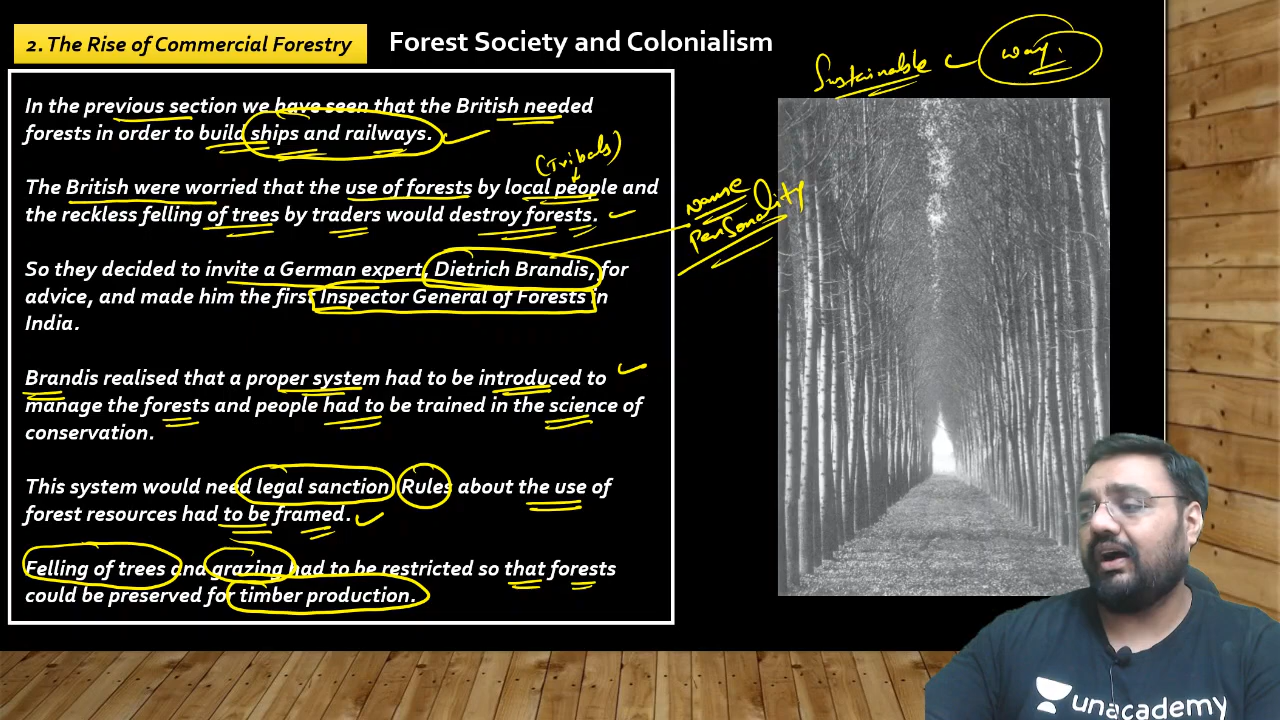 2. The Rise of Commercial Forestry
Forest Society and Colonialism
Sustainable way.
In the previous section we have seen that the British needed
forests in order to build ships and railways.
(Tribals)
The British were worried that the use of forests by local people and
the reckless felling of trees by traders would destroy forests.
Name
Personality
So they decided to invite a German expert, Dietrich Brandis, for
advice, and made him the first Inspector General of Forests in
India.
Brandis realised that a proper system had to be introduced to
manage the forests and people had to be trained in the science of
conservation.
This system would need legal sanction Rules about the use of
forest resources had to be framed.
Felling of trees and grazing had to be restricted so that forests
could be preserved for timber production.
unacademy